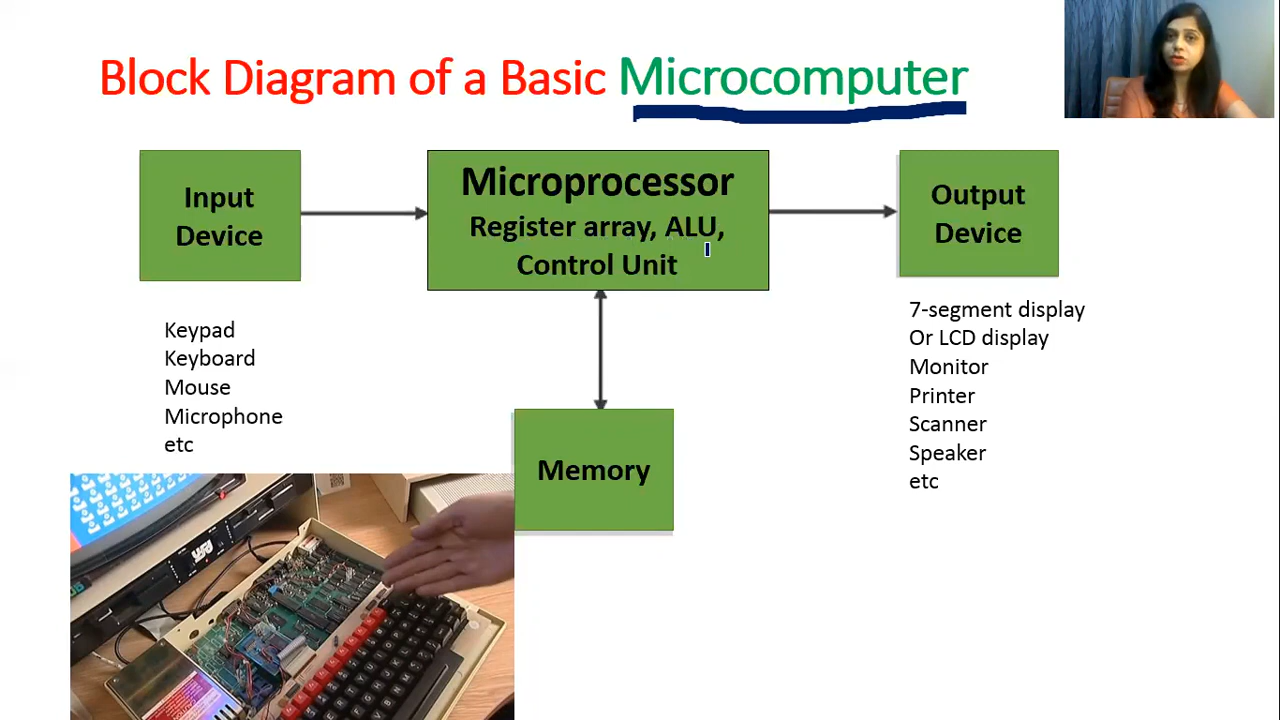 Block Diagram of a Basic Microcomputer
Input
Device
Microprocessor
Register array, ALU,
Control Unit
Output
Device
Keypad
Keyboard
Mouse
Microphone
etc
7-segment display
Or LCD display
Monitor
Printer
Scanner
Speaker
etc
Memory